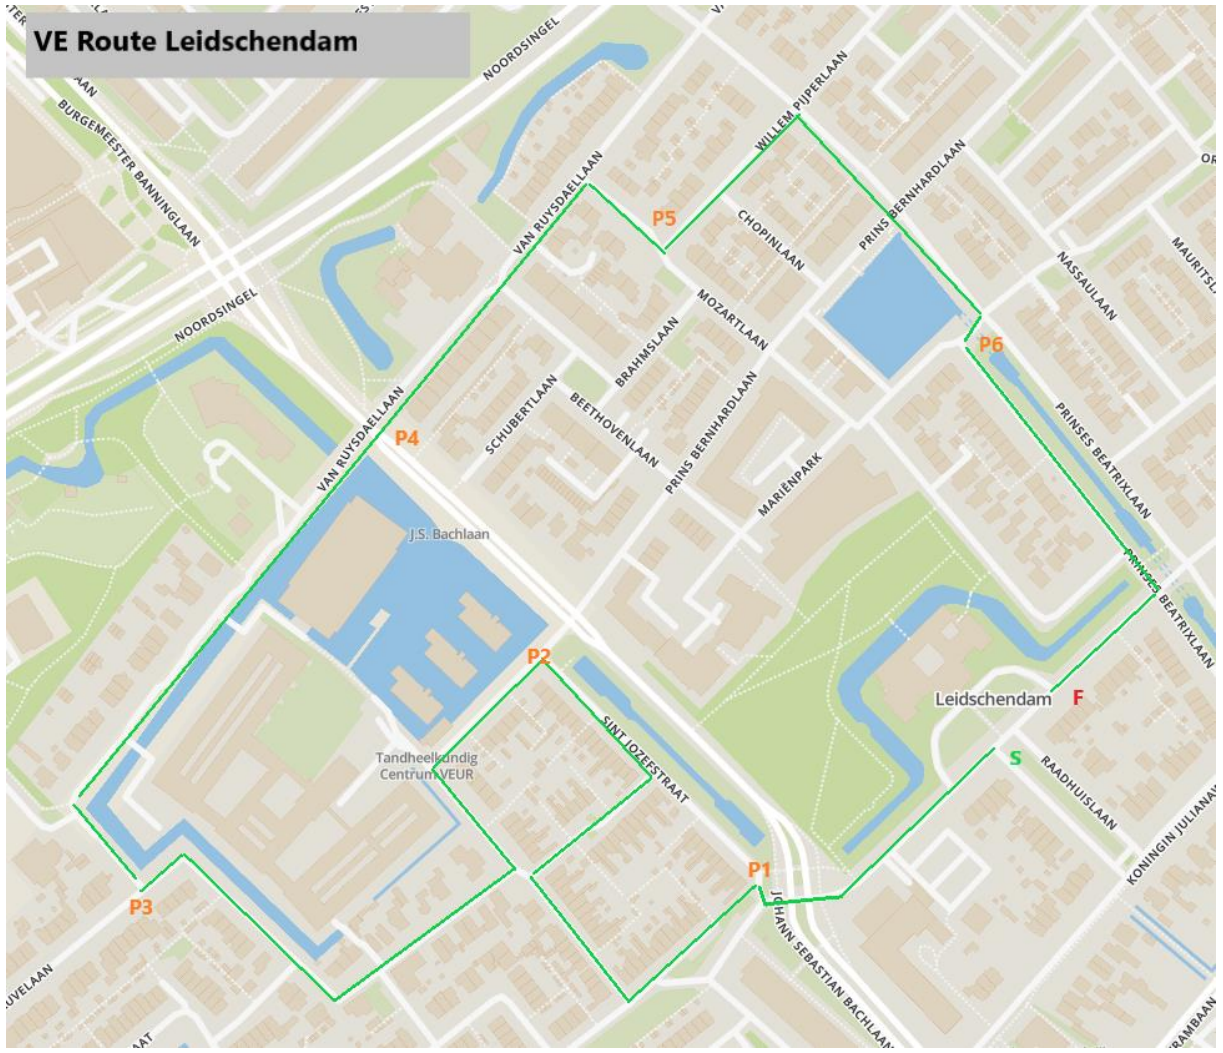 VE Route Leidschendam
NOORDSINGEL
BURGEMEESTER BANNINGLAAN
WILLEM PIJPERLAAN
VAN RUYSDAELLAAN
PRINS BERNHARDLAAN
P5
CHOPINLAAN
NASSAULAAN
NOORDSINGEL
MOZARTLAAN
P6
BRAHMSLAAN
SCHUBERTLAAN
BEETHOVENLAAN
PRINS BERNHARDLAAN
VAN RUYSDAELLAAN
P4
PRINSES BEATRIXLAAN
MARIËNPARK
J.S. Bachlaan
PRINSES BEATRIXLAAN
P2
Leidschendam
F
SINT JOZEFSTRAAT
Tandheelkundig
Centrum VEUR
S
RAADHUISLAAN
P1
P3
JOHANN SEBASTIAN BACHLAAN